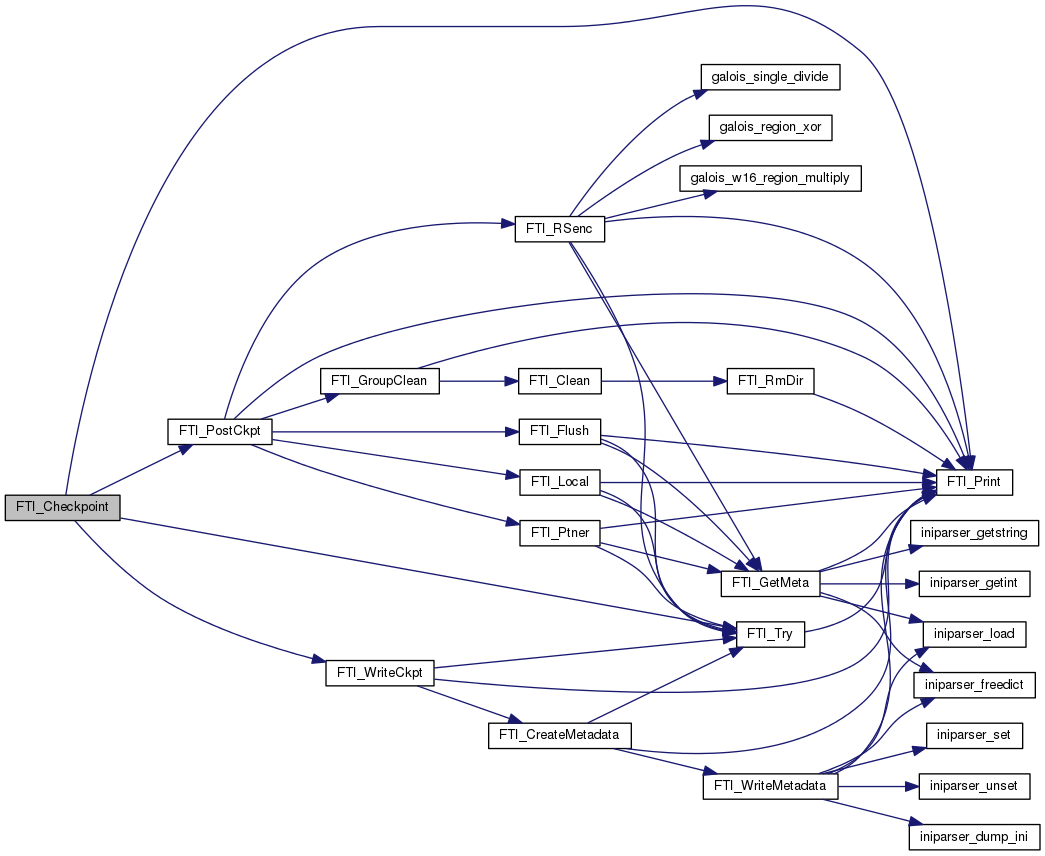 galois_single_divide
galois_region_xor
galois_w16_region_multiply
FTI_RSenc
FTI_GroupClean
FTI_Clean
FTI_RmDir
FTI_PostCkpt
FTI_Flush
FTI_Local
FTI_Print
FTI_Checkpoint
FTI_Ptner
iniparser_getstring
FTI_GetMeta
iniparser_getint
FTI_Try
iniparser_load
FTI_WriteCkpt
iniparser_freedict
FTI_CreateMetadata
iniparser_set
FTI_WriteMetadata
iniparser_unset
iniparser_dump_ini